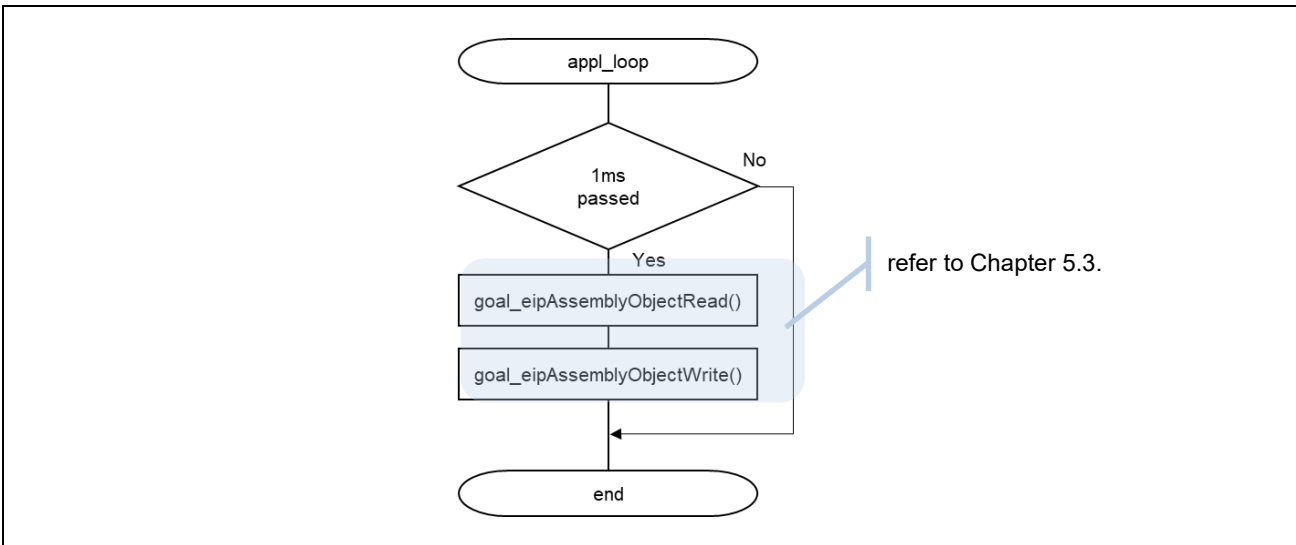 appl_loop
No
1ms
passed
Yes
refer to Chapter 5.3.
goal_eipAssemblyObjectRead()
goal_eipAssemblyObjectWrite()
end